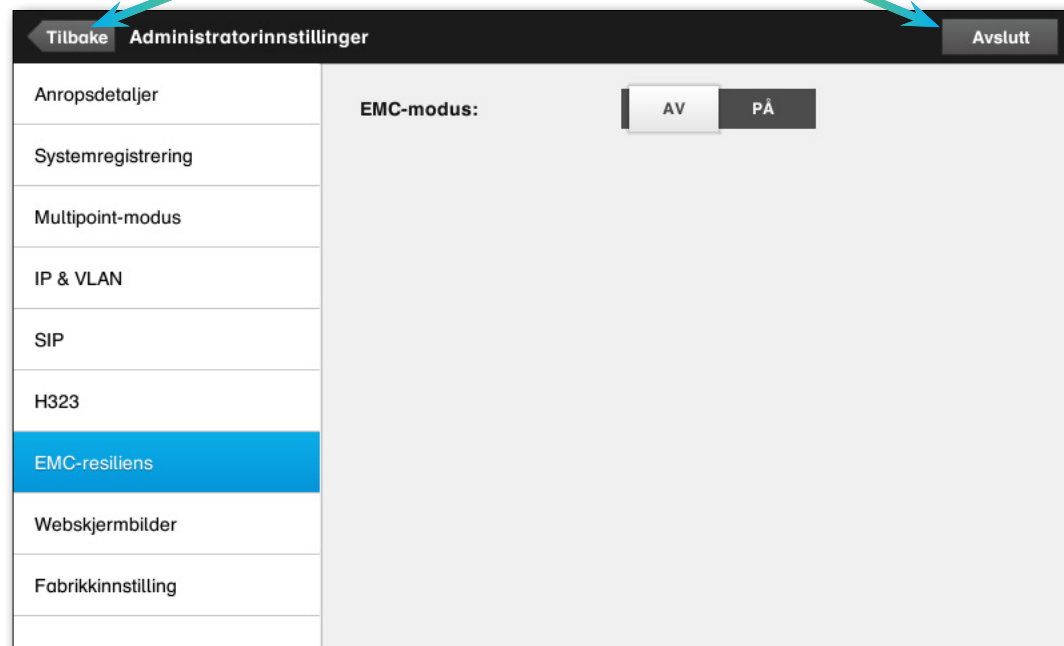 Tilbake Administratorinnstillinger Avslutt
Anropsdetaljer
EMC-modus: AV PÅ
Systemregistrering
Multipoint-modus
IP & VLAN
SIP
H323
EMC-resiliens
Webskjermbilder
Fabrikkinnstilling